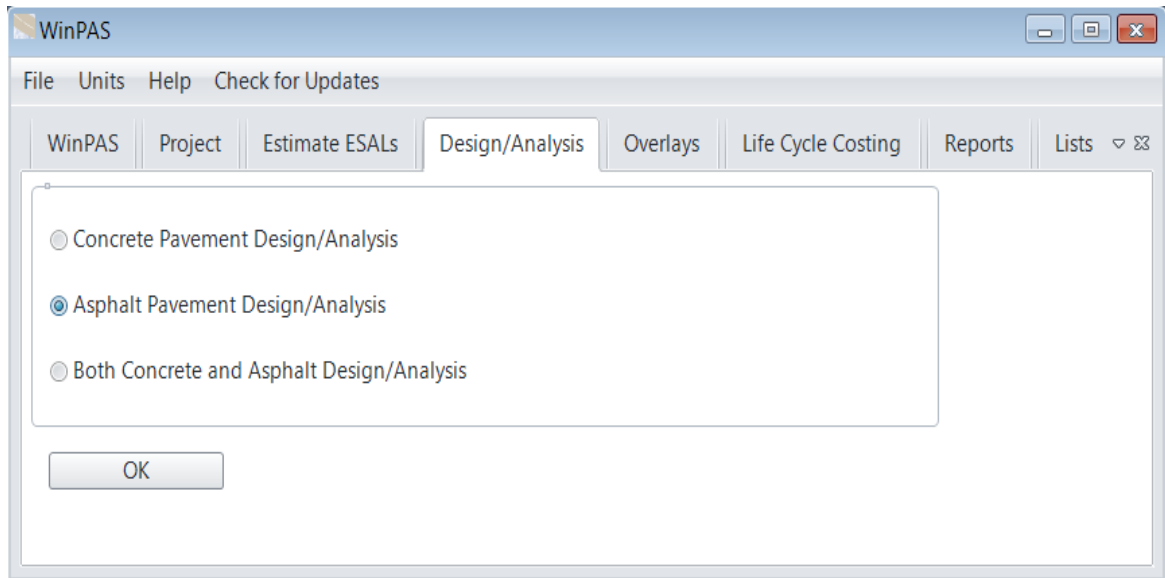 WinPAS
File Units Help Check for Updates
WinPAS Project Estimate ESALs Design/Analysis Overlays Life Cycle Costing Reports Lists
Concrete Pavement Design/Analysis
Asphalt Pavement Design/Analysis
Both Concrete and Asphalt Design/Analysis
OK